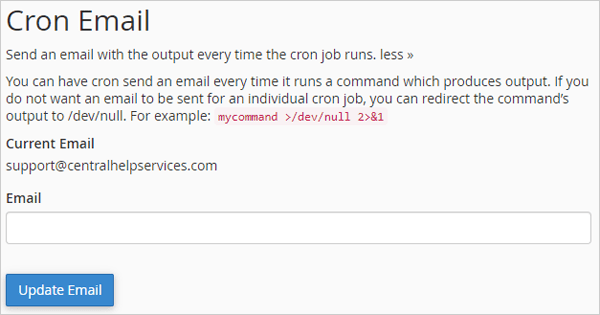 Cron Email
Send an email with the output every time the cron job runs. less »
You can have cron send an email every time it runs a command which produces output. If you
do not want an email to be sent for an individual cron job, you can redirect the command’s
output to /dev/null. For example: mycommand >/dev/null 2>&1
Current Email
support@centralhelpservices.com
Email
Update Email